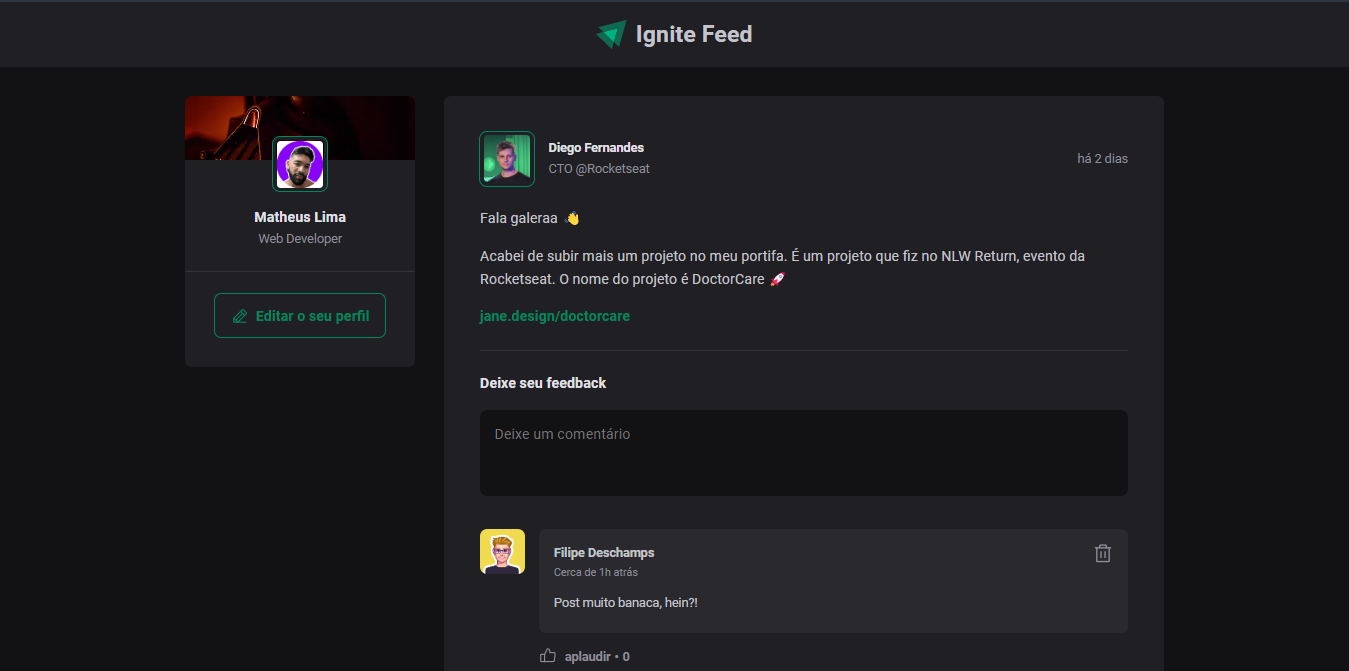 Ignite Feed
Matheus Lima
Web Developer
Editar o seu perfil
Diego Fernandes
CTO @Rocketseat
há 2 dias
Fala galeraa 👋
Acabei de subir mais um projeto no meu portifa. É um projeto que fiz no NLW Return, evento da
Rocketseat. O nome do projeto é DoctorCare 🚀
jane.design/doctorcare
Deixe seu feedback
Deixe um comentário
Filipe Deschamps
Cerca de 1h atrás
Post muito banaca, hein?!
aplaudir • 0